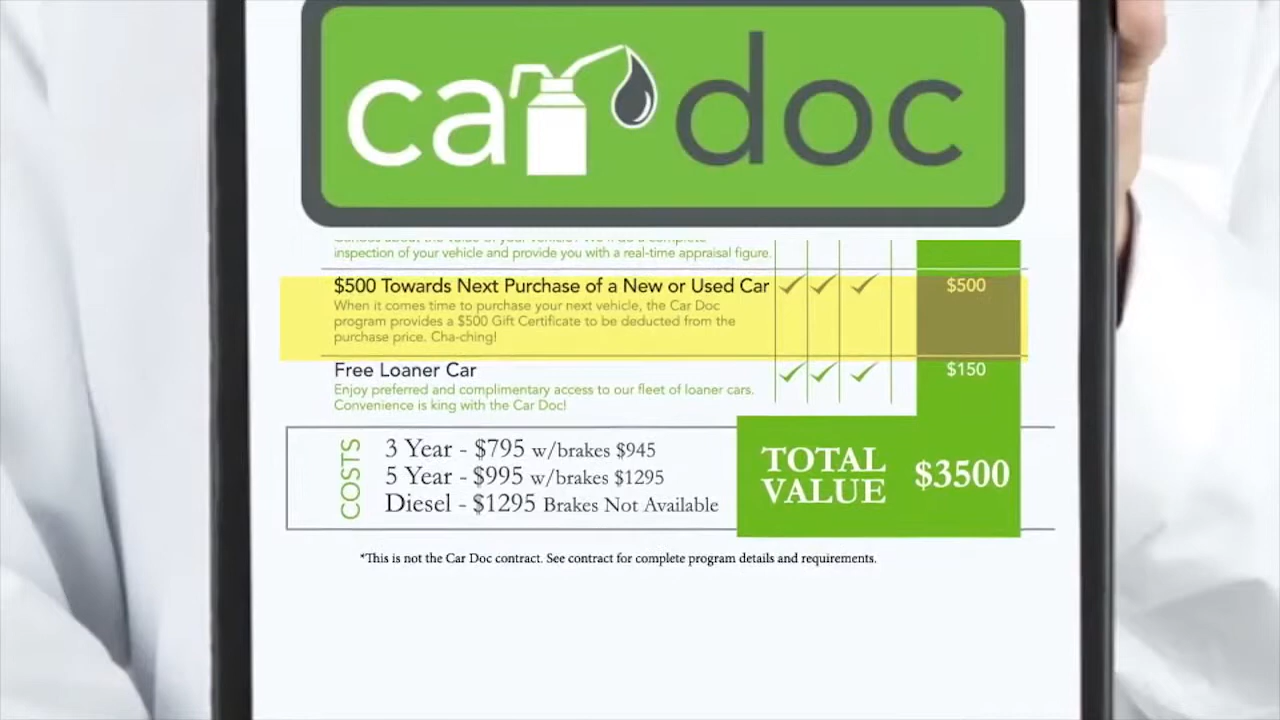 car doc
inspection of your vehicle and provide you with a real-time appraisal figure.
$500 Towards Next Purchase of a New or Used Car $500
When it comes time to purchase your next vehicle, the Car Doc
program provides a $500 Gift Certificate to be deducted from the
purchase price. Cha-ching!
Free Loaner Car $150
Enjoy preferred and complimentary access to our fleet of loaner cars.
Convenience is king with the Car Doc!
COSTS
3 Year - $795 w/brakes $945
5 Year - $995 w/brakes $1295
Diesel - $1295 Brakes Not Available
TOTAL
VALUE
$3500
*This is not the Car Doc contract. See contract for complete program details and requirements.